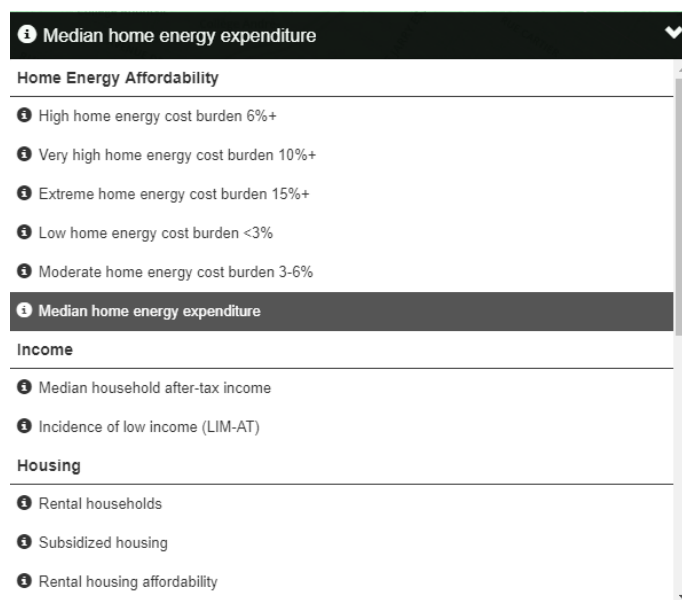 Median home energy expenditure
Home Energy Affordability
High home energy cost burden 6%+
Very high home energy cost burden 10%+
Extreme home energy cost burden 15%+
Low home energy cost burden <3%
Moderate home energy cost burden 3-6%
Median home energy expenditure
Income
Median household after-tax income
Incidence of low income (LIM-AT)
Housing
Rental households
Subsidized housing
Rental housing affordability